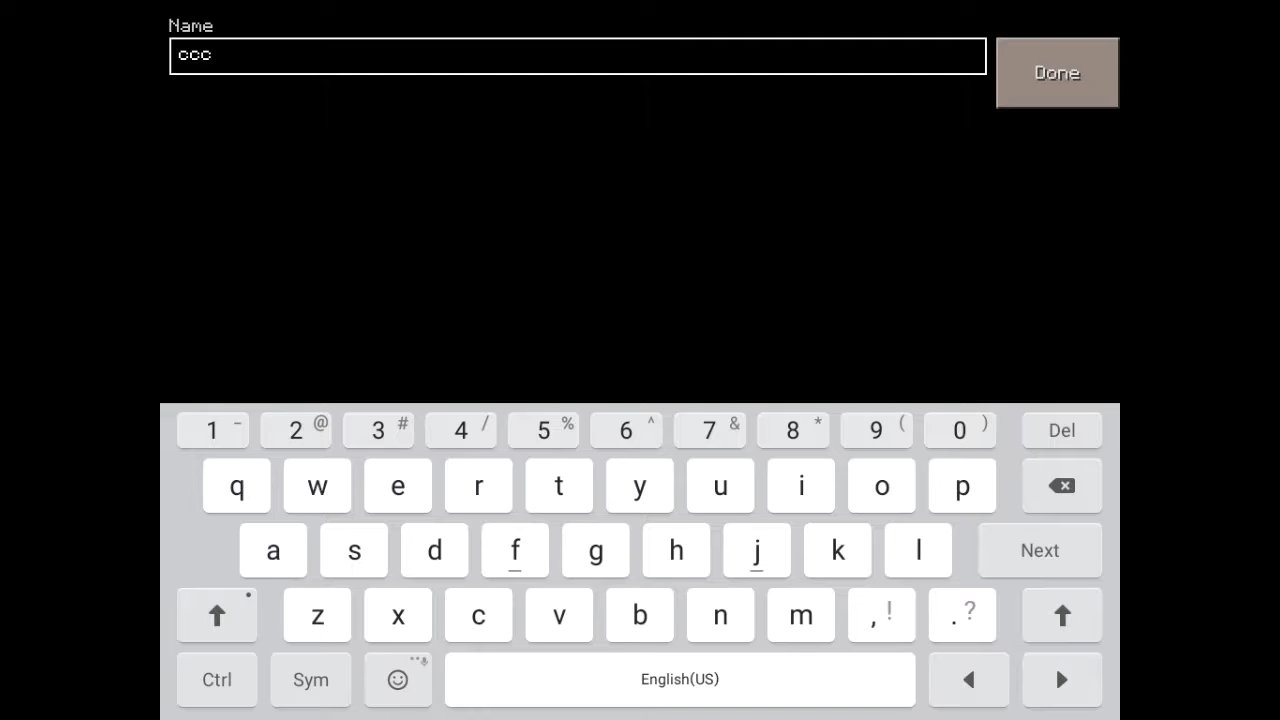 Name
ccc
Done
1 - 2 @ 3 # 4 / 5 % 6 ^ 7 & 8 * 9 ( 0 ) Del
q w e r t y u i o p
a s d f g h j k l Next
z x c v b n m , ! . ?
Ctrl Sym English(US)